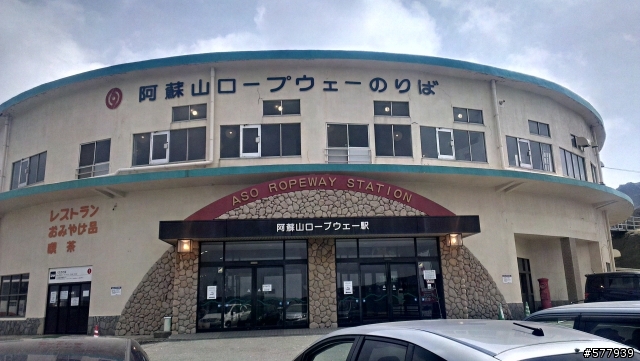 阿蘇山ロープウェーのりば
ASO ROPEWAY STATION
阿蘇山ロープウェー駅
レストラン
おみやげ品
喫茶
#577939